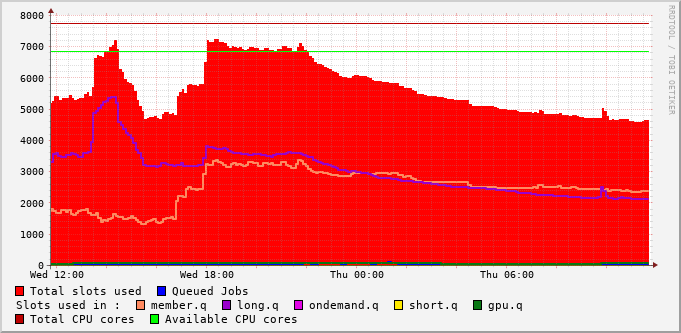 8000
7000
6000
5000
4000
3000
2000
1000
0
Wed 12:00 Wed 18:00 Thu 00:00 Thu 06:00
RRDTOOL / TOBI OETIKER
Total slots used Queued Jobs
Slots used in : member.q long.q ondemand.q short.q gpu.q
Total CPU cores Available CPU cores